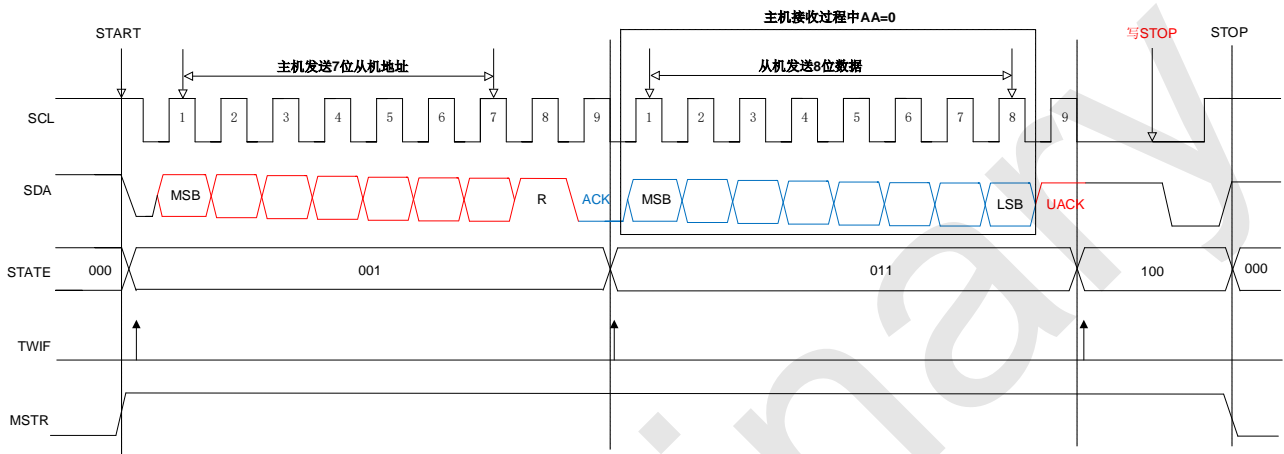 主机接收过程中AA=0
START
写STOP
STOP
主机发送7位从机地址
从机发送8位数据
SCL
1 2 3 4 5 6 7 8 9 1 2 3 4 5 6 7 8 9
SDA
MSB R ACK MSB LSB UACK
STATE
000 001 011 100 000
TWIF
MSTR
inary